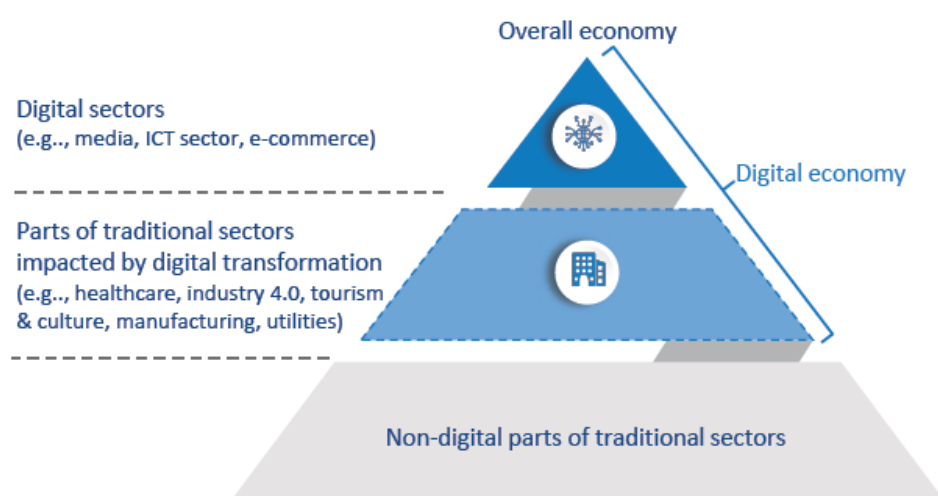 Overall economy
Digital sectors
(e.g.., media, ICT sector, e-commerce)
Digital economy
Parts of traditional sectors
impacted by digital transformation
(e.g.., healthcare, industry 4.0, tourism
& culture, manufacturing, utilities)
Non-digital parts of traditional sectors